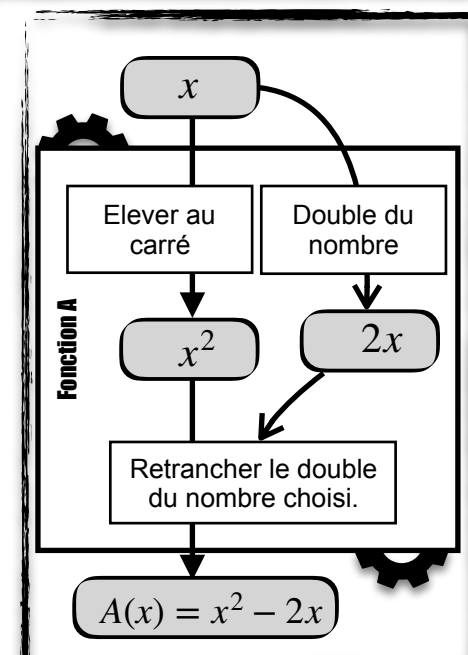 x
Elever au
carré
Double du
nombre
Fonction A
x²
2x
Retrancher le double
du nombre choisi.
A(x) = x² − 2x